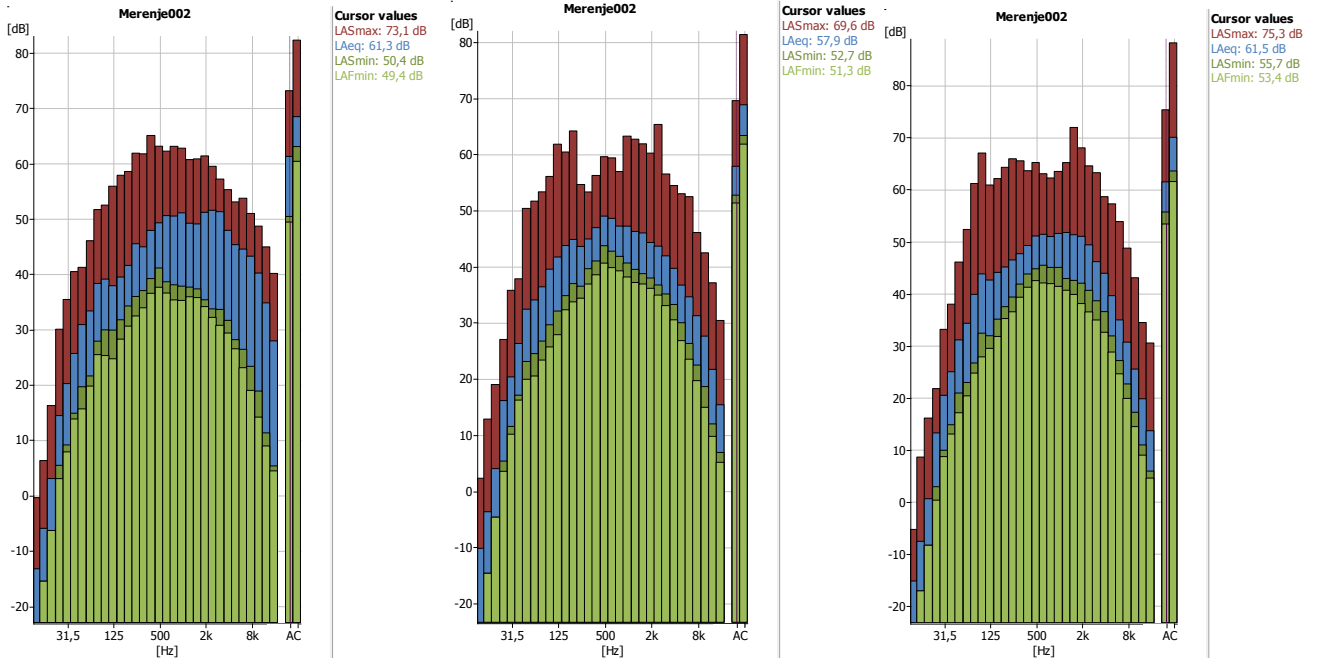 Merenje002
[dB]
80
70
60
50
40
30
20
10
0
-10
-20
31,5 125 500 2k 8k AC
[Hz]
Cursor values
LASmax: 73,1 dB
LAeq: 61,3 dB
LASmin: 50,4 dB
LAFmin: 49,4 dB
Merenje002
[dB]
80
70
60
50
40
30
20
10
0
-10
-20
31,5 125 500 2k 8k AC
[Hz]
Cursor values
LASmax: 69,6 dB
LAeq: 57,9 dB
LASmin: 52,7 dB
LAFmin: 51,3 dB
Merenje002
[dB]
80
70
60
50
40
30
20
10
0
-10
-20
31,5 125 500 2k 8k AC
[Hz]
Cursor values
LASmax: 75,3 dB
LAeq: 61,5 dB
LASmin: 55,7 dB
LAFmin: 53,4 dB